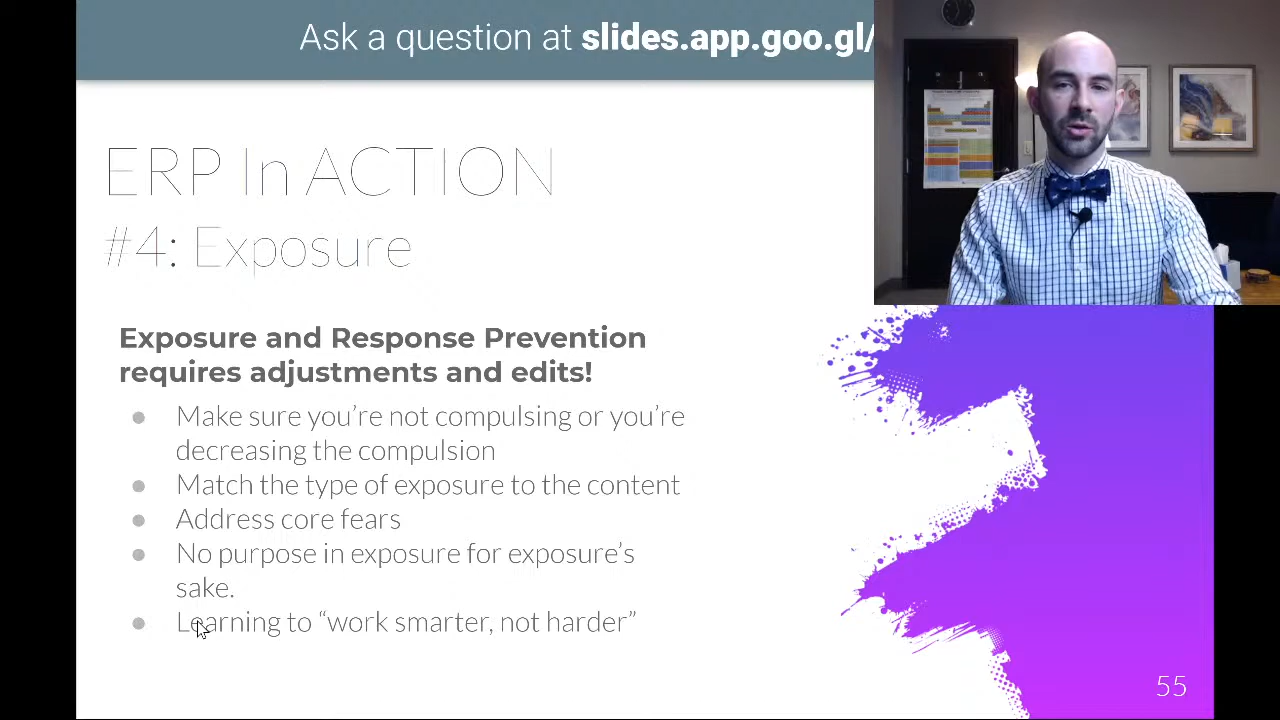 Ask a question at slides.app.goo.gl/
ERP In ACTION
#4: Exposure
Exposure and Response Prevention
requires adjustments and edits!
● Make sure you’re not compulsing or you’re
decreasing the compulsion
● Match the type of exposure to the content
● Address core fears
● No purpose in exposure for exposure’s
sake.
● Learning to “work smarter, not harder”
55